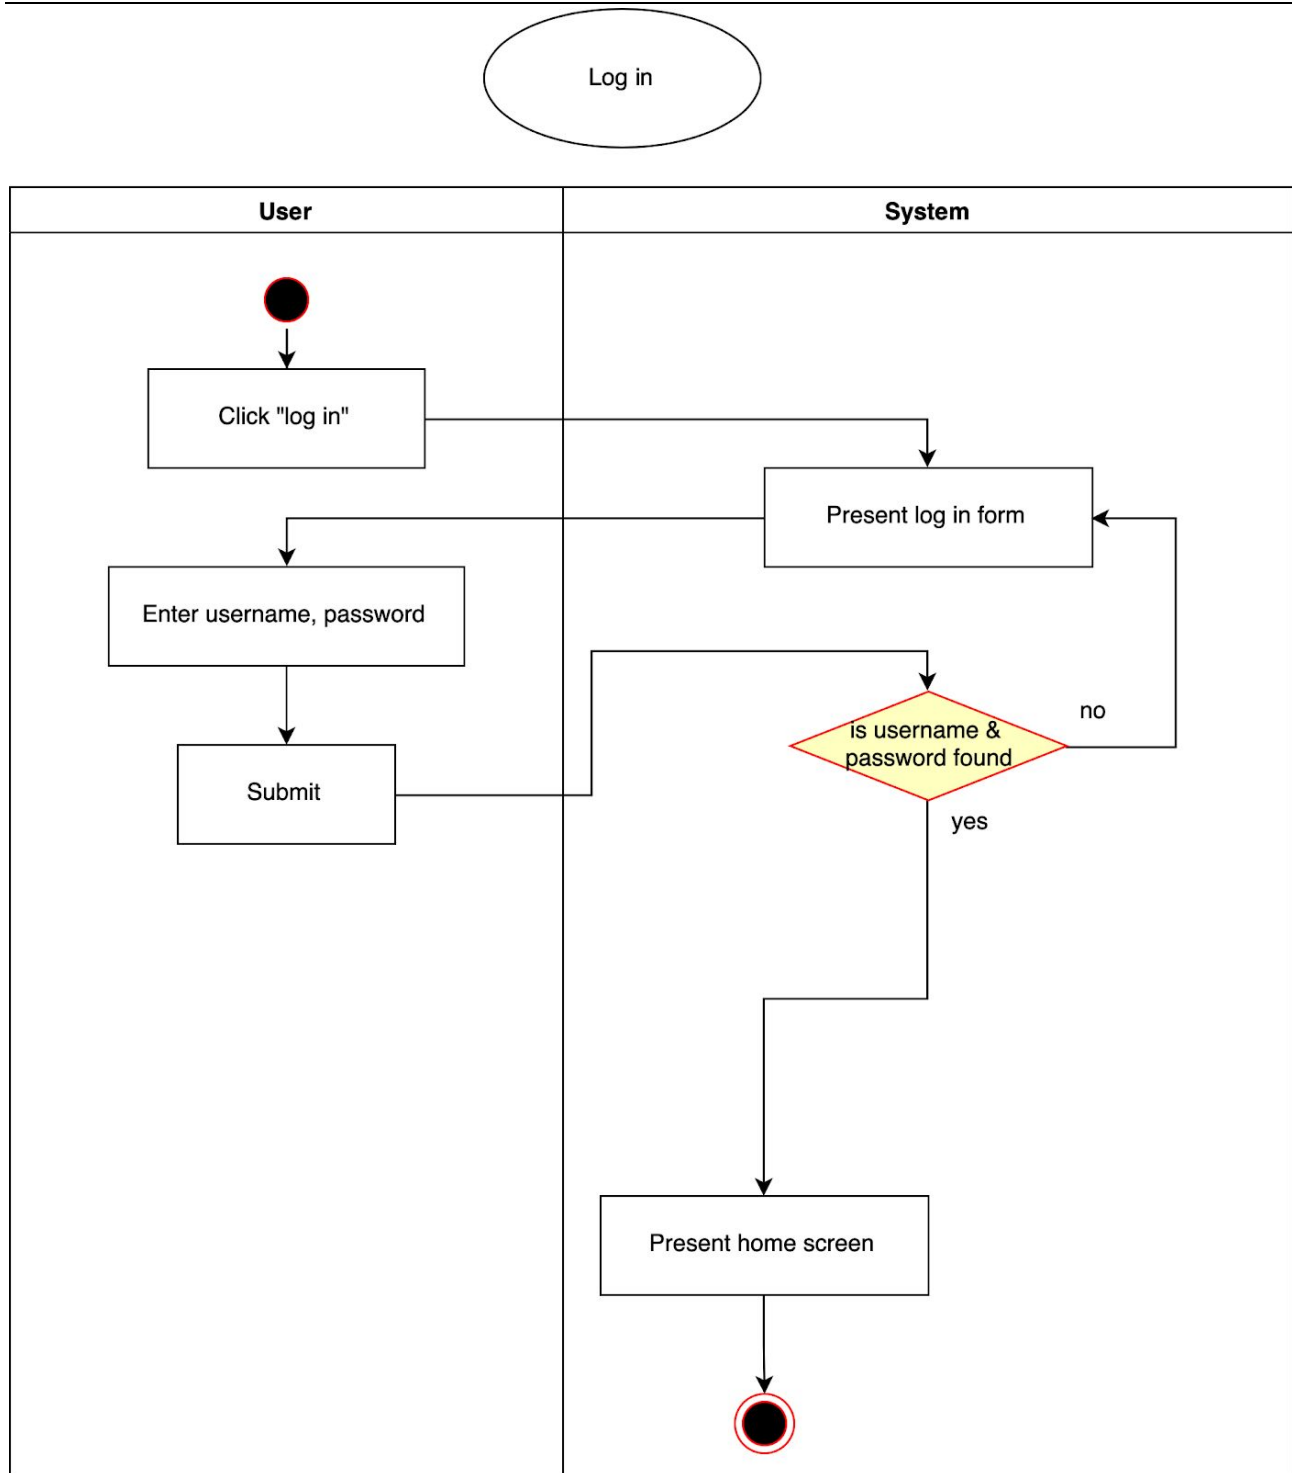 Log in
User
System
Click "log in"
Present log in form
Enter username, password
is username &
password found
no
Submit
yes
Present home screen